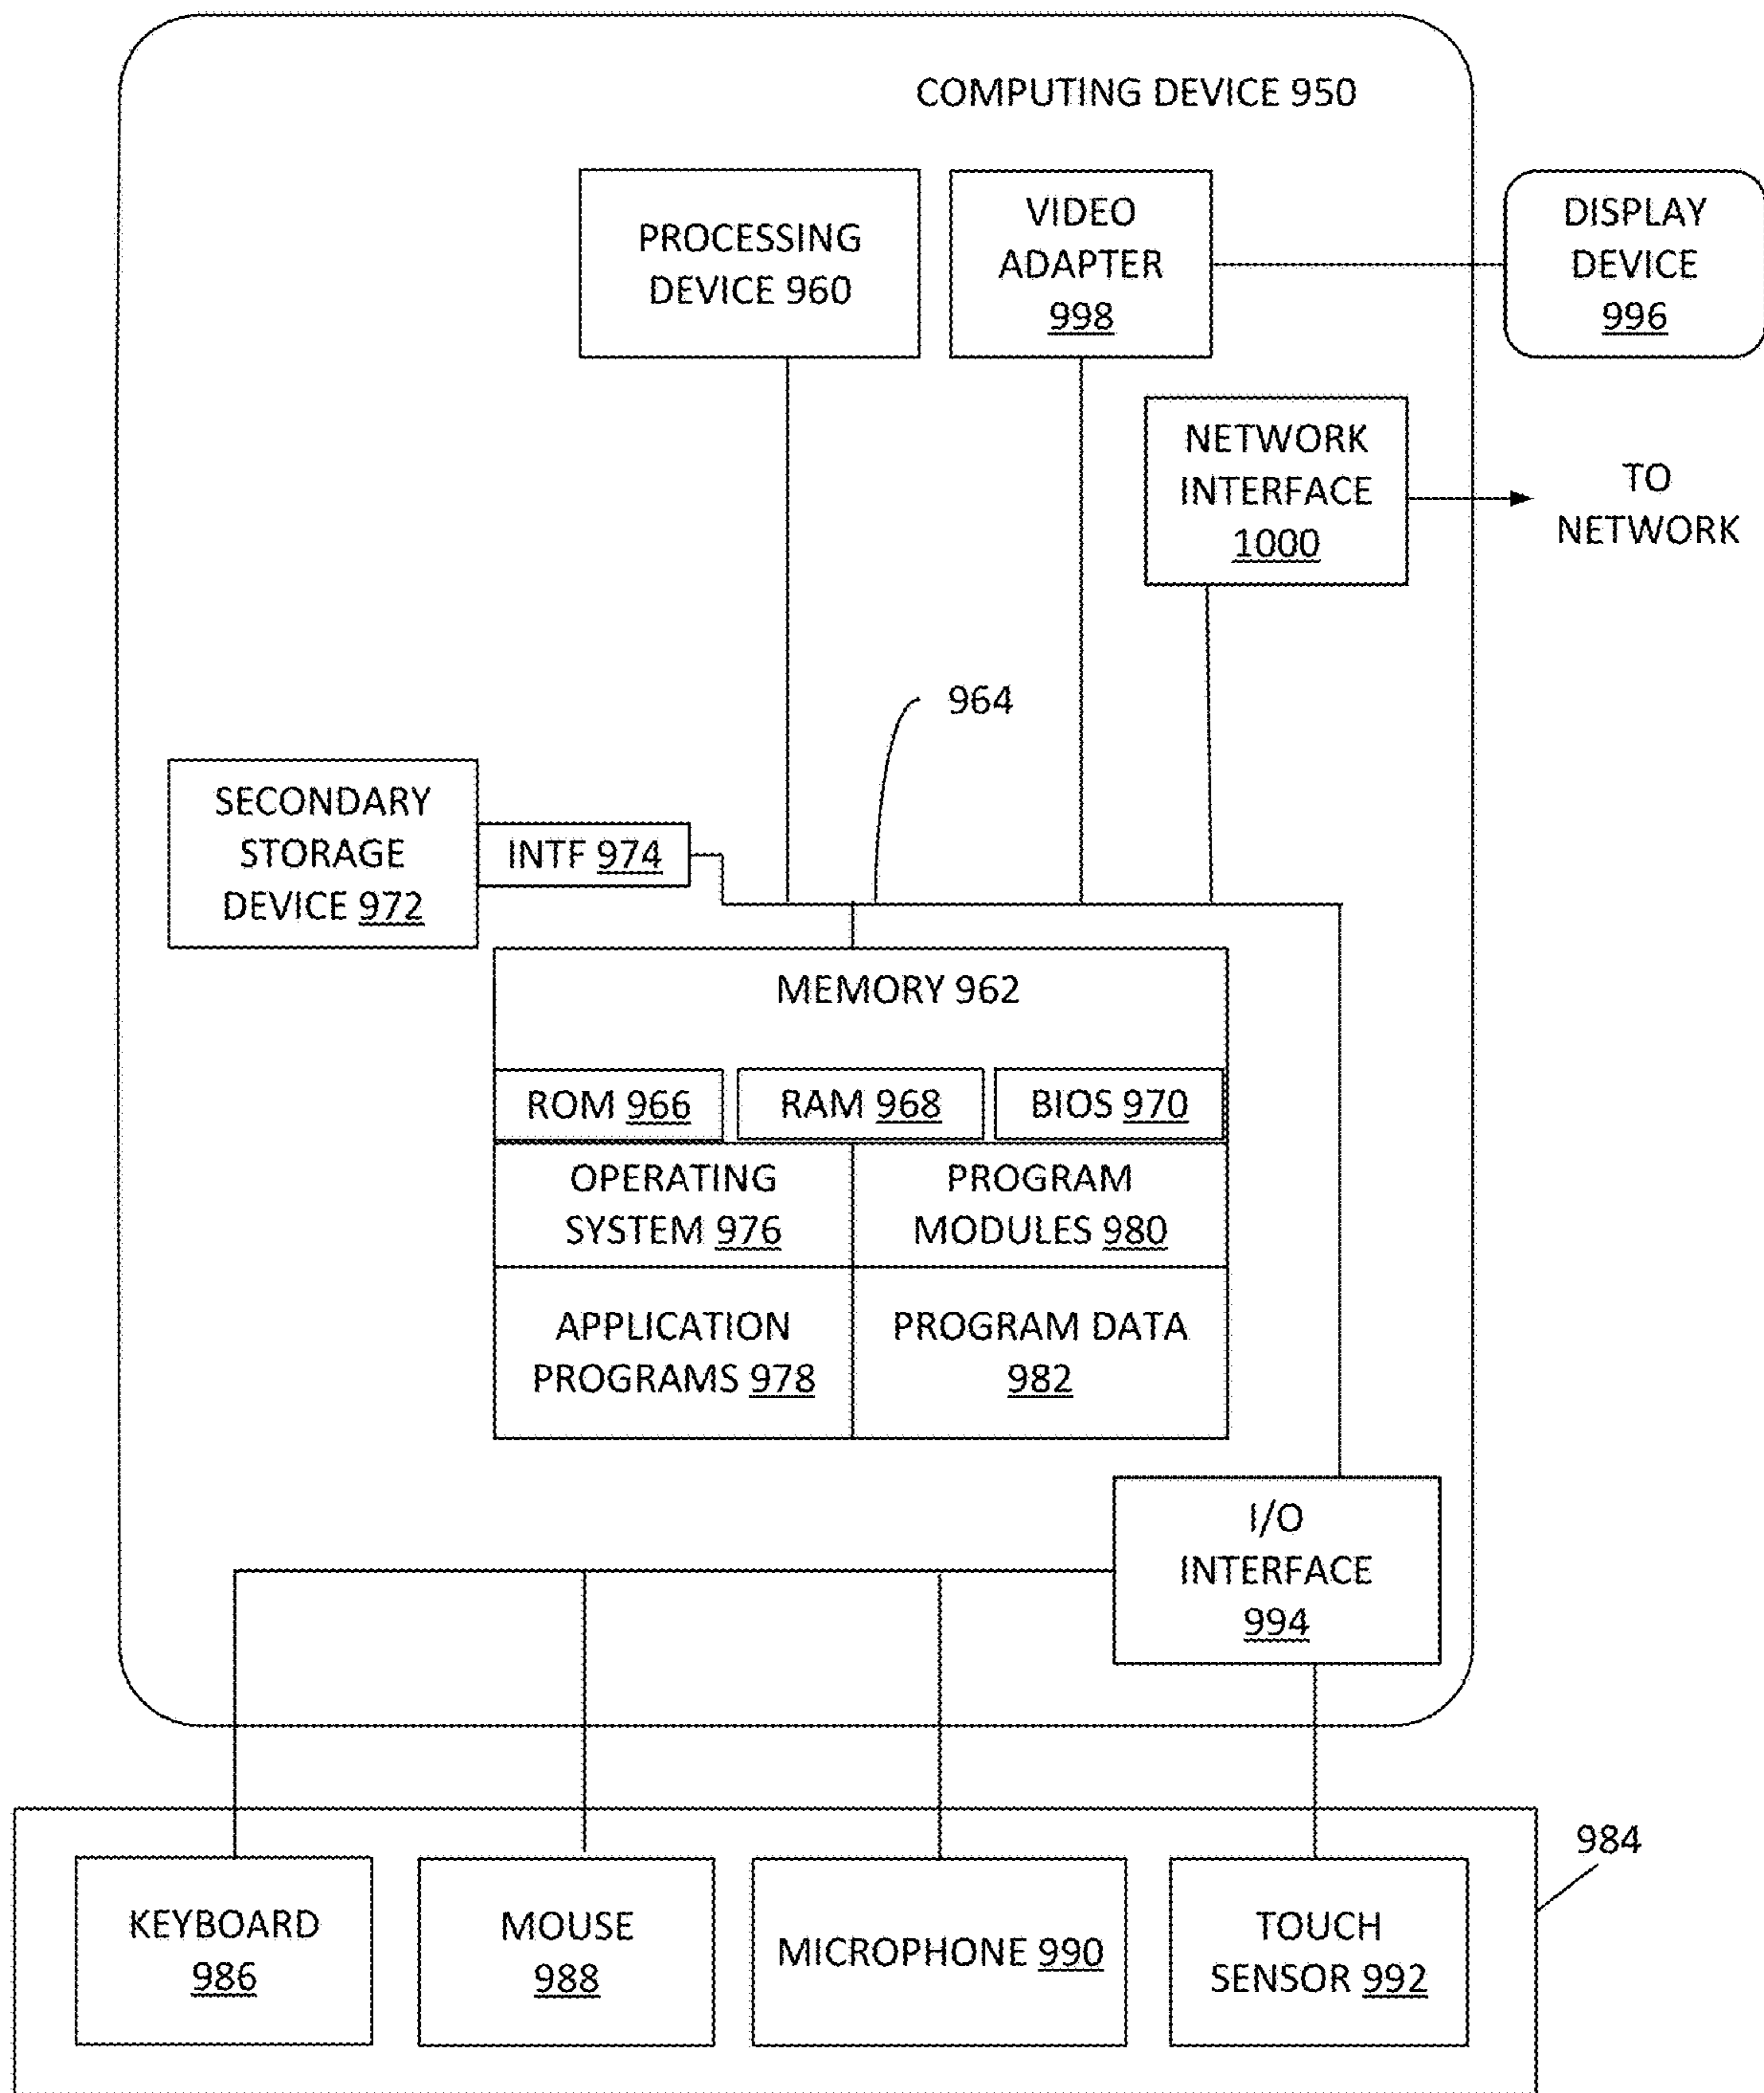 COMPUTING DEVICE 950
PROCESSING
DEVICE 960
VIDEO
ADAPTER
998
DISPLAY
DEVICE
996
NETWORK
INTERFACE
1000
TO
NETWORK
964
SECONDARY
STORAGE
DEVICE 972
INTF 974
MEMORY 962
ROM 966
RAM 968
BIOS 970
OPERATING
SYSTEM 976
PROGRAM
MODULES 980
APPLICATION
PROGRAMS 978
PROGRAM DATA
982
I/O
INTERFACE
994
984
KEYBOARD
986
MOUSE
988
MICROPHONE 990
TOUCH
SENSOR 992